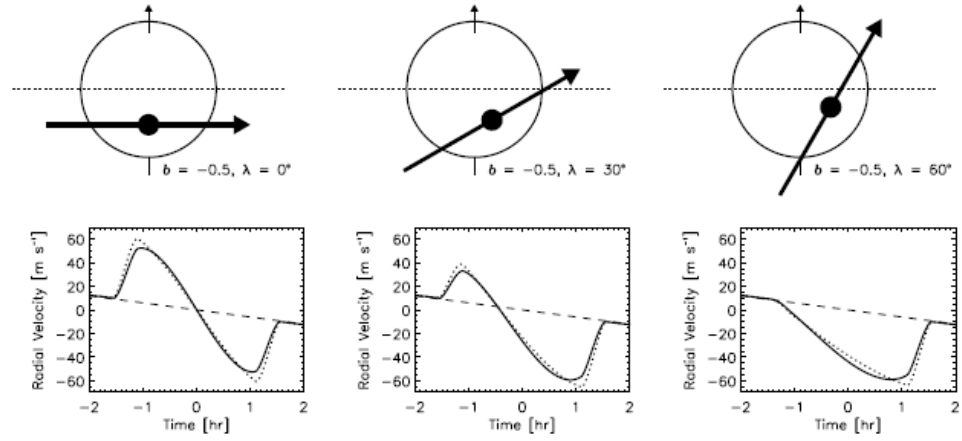 b = −0.5, λ = 0°
b = −0.5, λ = 30°
b = −0.5, λ = 60°
Radial Velocity [m s⁻¹]
60
40
20
0
−20
−40
−60
−2 −1 0 1 2
Time [hr]
Radial Velocity [m s⁻¹]
60
40
20
0
−20
−40
−60
−2 −1 0 1 2
Time [hr]
Radial Velocity [m s⁻¹]
60
40
20
0
−20
−40
−60
−2 −1 0 1 2
Time [hr]